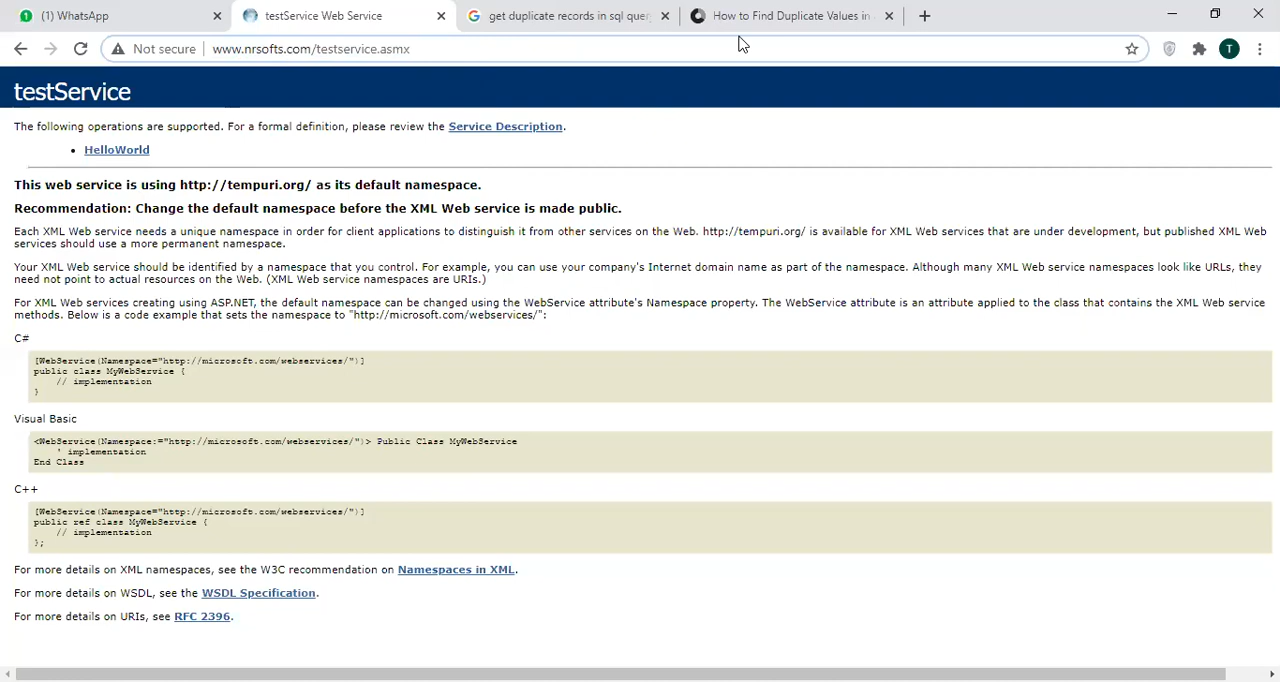 (1) WhatsApp
testService Web Service
get duplicate records in sql query
How to Find Duplicate Values in
Not secure
www.nrsofts.com/testservice.asmx
T
testService
The following operations are supported. For a formal definition, please review the Service Description.
• HelloWorld
This web service is using http://tempuri.org/ as its default namespace.
Recommendation: Change the default namespace before the XML Web service is made public.
Each XML Web service needs a unique namespace in order for client applications to distinguish it from other services on the Web. http://tempuri.org/ is available for XML Web services that are under development, but published XML Web
services should use a more permanent namespace.
Your XML Web service should be identified by a namespace that you control. For example, you can use your company's Internet domain name as part of the namespace. Although many XML Web service namespaces look like URLs, they
need not point to actual resources on the Web. (XML Web service namespaces are URIs.)
For XML Web services creating using ASP.NET, the default namespace can be changed using the WebService attribute's Namespace property. The WebService attribute is an attribute applied to the class that contains the XML Web service
methods. Below is a code example that sets the namespace to "http://microsoft.com/webservices/":
C#
[WebService(Namespace="http://microsoft.com/webservices/")]
public class MyWebService {
// implementation
}
Visual Basic
<WebService(Namespace:="http://microsoft.com/webservices/")> Public Class MyWebService
' implementation
End Class
C++
[WebService(Namespace="http://microsoft.com/webservices/")]
public ref class MyWebService {
// implementation
};
For more details on XML namespaces, see the W3C recommendation on Namespaces in XML.
For more details on WSDL, see the WSDL Specification.
For more details on URIs, see RFC 2396.